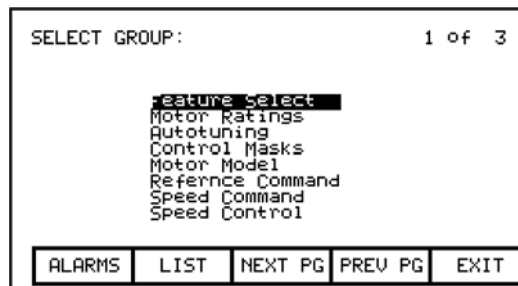 SELECT GROUP: 1 of 3
Feature Select
Motor Ratings
Autotuning
Control Masks
Motor Model
Refernce Command
Speed Command
Speed Control
ALARMS LIST NEXT PG PREV PG EXIT